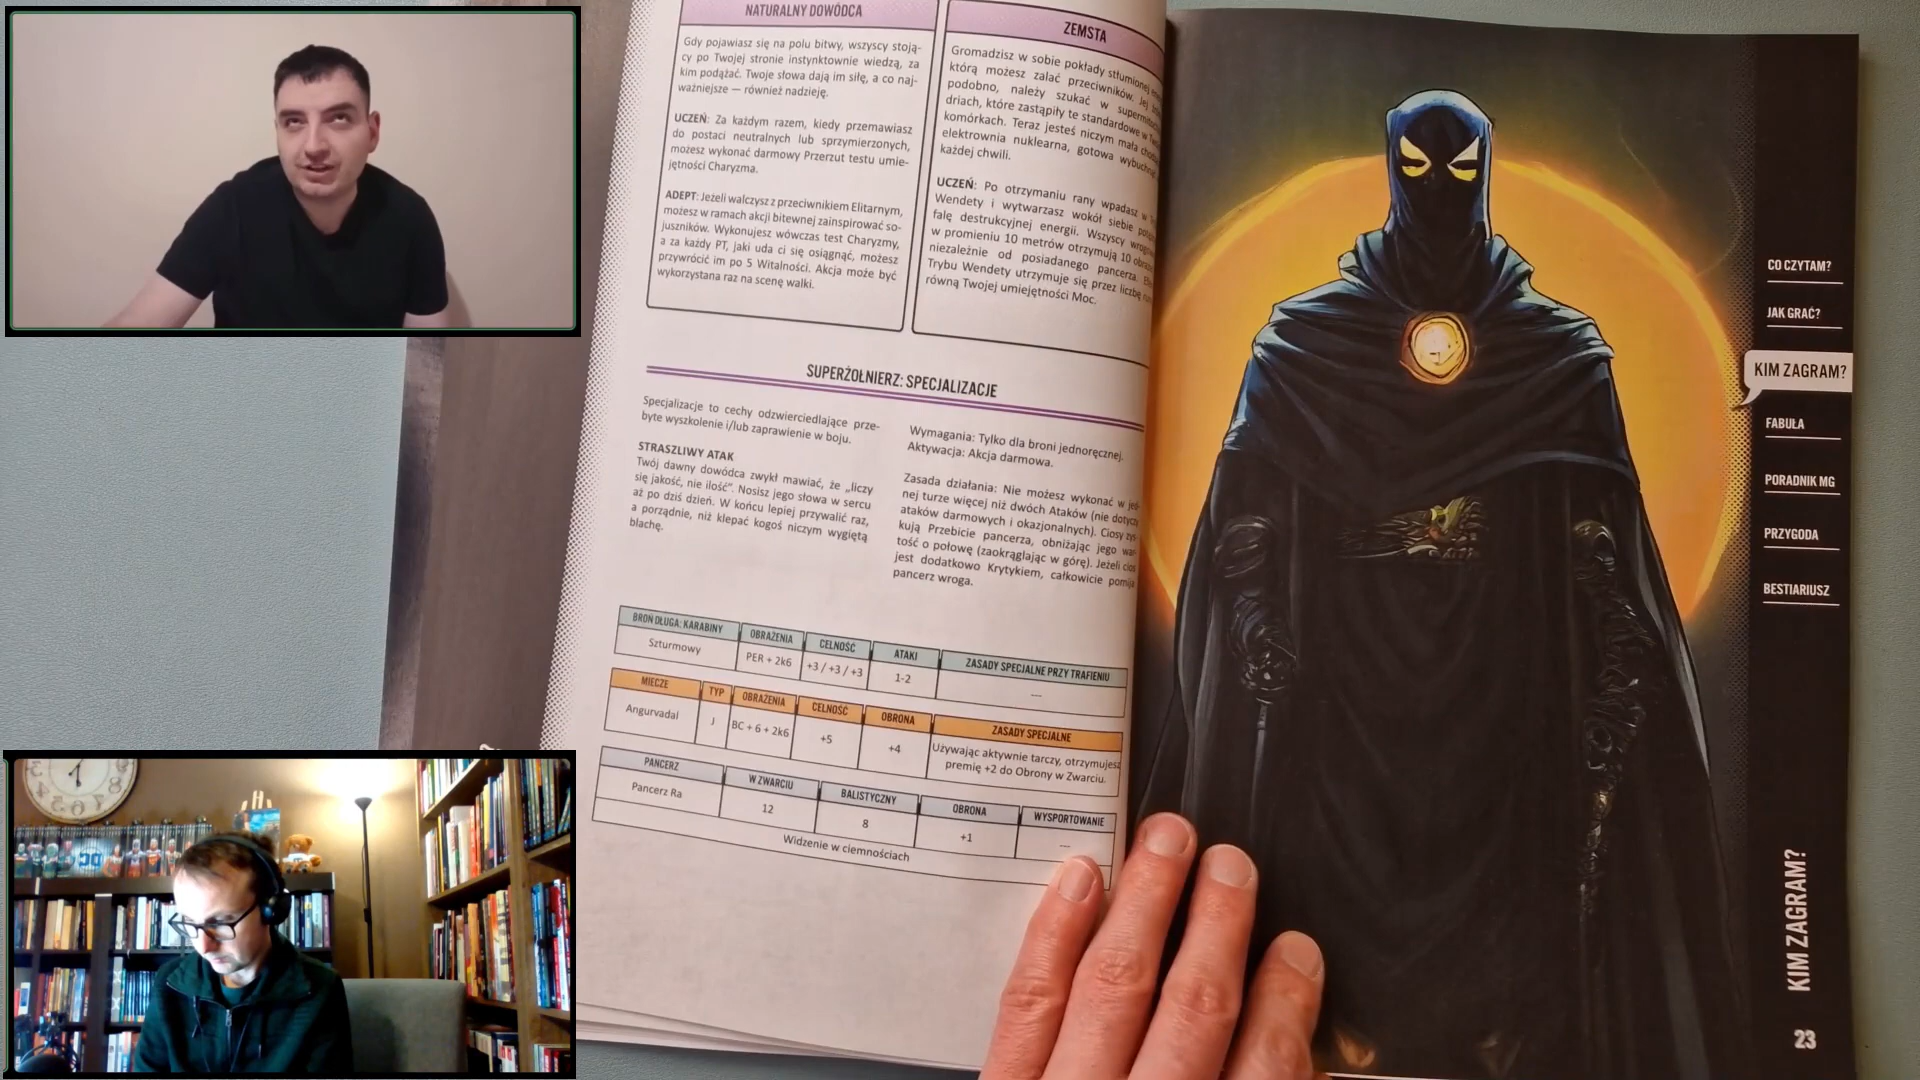 NATURALNY DOWÓDCA
Gdy pojawiasz się na polu bitwy, wszyscy stoją-
cy po Twojej stronie instynktownie wiedzą, za
kim podążać. Twoje słowa dają im siłę, a co naj-
ważniejsze — również nadzieję.
UCZEŃ: Za każdym razem, kiedy przemawiasz
do postaci neutralnych lub sprzymierzonych,
możesz wykonać darmowy Przerzut testu umie-
jętności Charyzma.
ADEPT: Jeżeli walczysz z przeciwnikiem Elitarnym,
możesz w ramach akcji bitewnej zainspirować so-
juszników. Wykonujesz wówczas test Charyzmy,
a za każdy PT, jaki uda ci się osiągnąć, możesz
przywrócić im po 5 Witalności. Akcja może być
wykorzystana raz na scenę walki.
ZEMSTA
Gromadzisz w sobie pokłady stłumionej
którą możesz zalać przeciwników. Jej
podobno, należy szukać w
driach, które zastąpiły te standardowe w
komórkach. Teraz jesteś niczym mała
elektrownia nuklearna, gotowa
każdej chwili.
UCZEŃ: Po otrzymaniu rany wpadasz w
Wendety i wytwarzasz wokół siebie
falę destrukcyjnej energii. Wszyscy
w promieniu 10 metrów otrzymują 10
niezależnie od posiadanego pancerza.
Trybu Wendety utrzymuje się przez liczbę
równą Twojej umiejętności Moc.
SUPERŻOŁNIERZ: SPECJALIZACJE
Specjalizacje to cechy odzwierciedlające prze-
byte wyszkolenie i/lub zaprawienie w boju.
STRASZLIWY ATAK
Twój dawny dowódca zwykł mawiać, że „liczy
się jakość, nie ilość”. Nosisz jego słowa w sercu
aż po dziś dzień. W końcu lepiej przywalić raz,
a porządnie, niż klepać kogoś niczym wygiętą
blachę.
Wymagania: Tylko dla broni jednoręcznej.
Aktywacja: Akcja darmowa.
Zasada działania: Nie możesz wykonać w jed-
nej turze więcej niż dwóch Ataków (nie dotyczy
ataków darmowych i okazjonalnych). Ciosy zys-
kują Przebicie pancerza, obniżając jego war-
tość o połowę (zaokrąglając w górę). Jeżeli cios
jest dodatkowo Krytykiem, całkowicie pomija
pancerz wroga.
BROŃ DŁUGA: KARABINY OBRAŻENIA CELNOŚĆ ATAKI ZASADY SPECJALNE PRZY TRAFIENIU
Szturmowy PER + 2k6 +3 / +3 / +3 1-2 —
MIECZE TYP OBRAŻENIA CELNOŚĆ OBRONA ZASADY SPECJALNE
Angurvadal J BC + 6 + 2k6 +5 +4 Używając aktywnie tarczy, otrzymujesz
premię +2 do Obrony w Zwarciu.
PANCERZ W ZWARCIU BALISTYCZNY OBRONA WYSPORTOWANIE
Pancerz Ra 12 8 +1 —
Widzenie w ciemnościach
CO CZYTAM?
JAK GRAĆ?
KIM ZAGRAM?
FABUŁA
PORADNIK MG
PRZYGODA
BESTIARIUSZ
KIM ZAGRAM?
23
DC